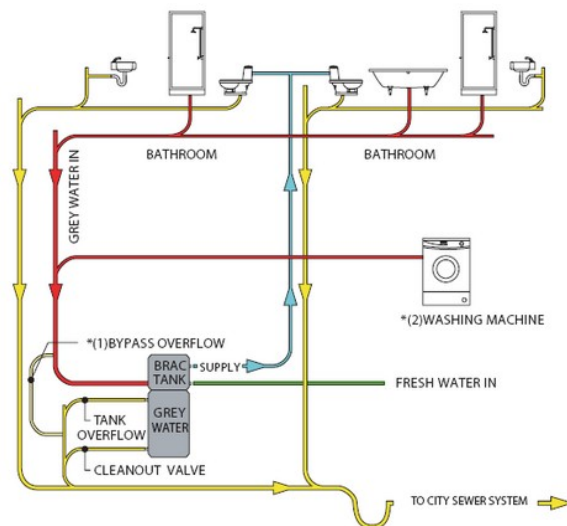 BATHROOM
BATHROOM
GREY WATER IN
*(2)WASHING MACHINE
*(1)BYPASS OVERFLOW
BRAC
TANK
SUPPLY
FRESH WATER IN
GREY
WATER
TANK
OVERFLOW
CLEANOUT VALVE
TO CITY SEWER SYSTEM